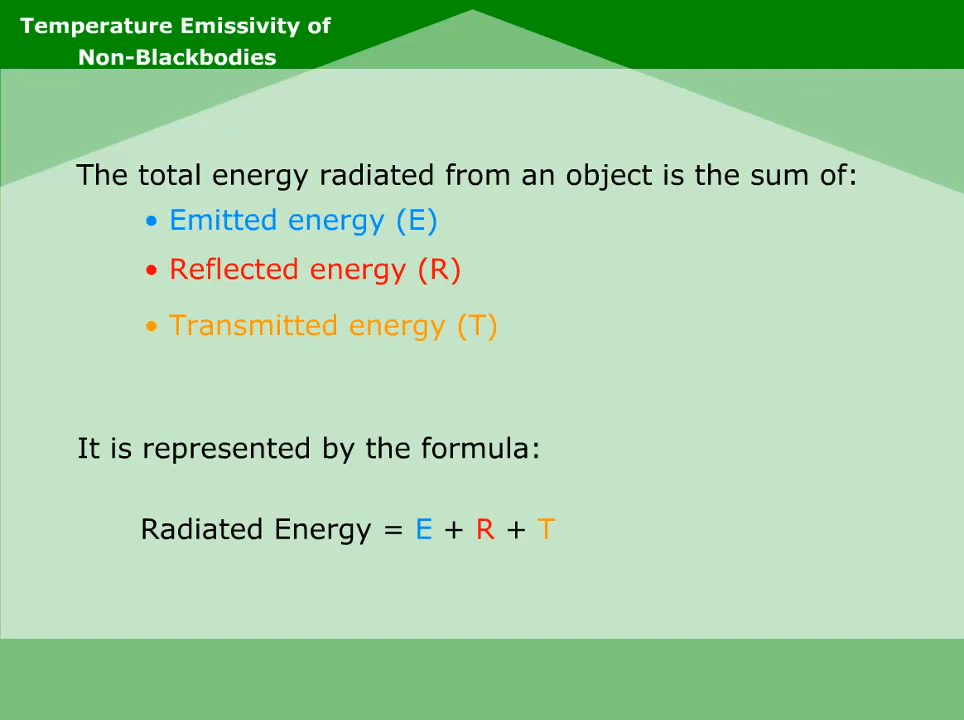 Temperature Emissivity of
Non-Blackbodies
The total energy radiated from an object is the sum of:
• Emitted energy (E)
• Reflected energy (R)
• Transmitted energy (T)
It is represented by the formula:
Radiated Energy = E + R + T